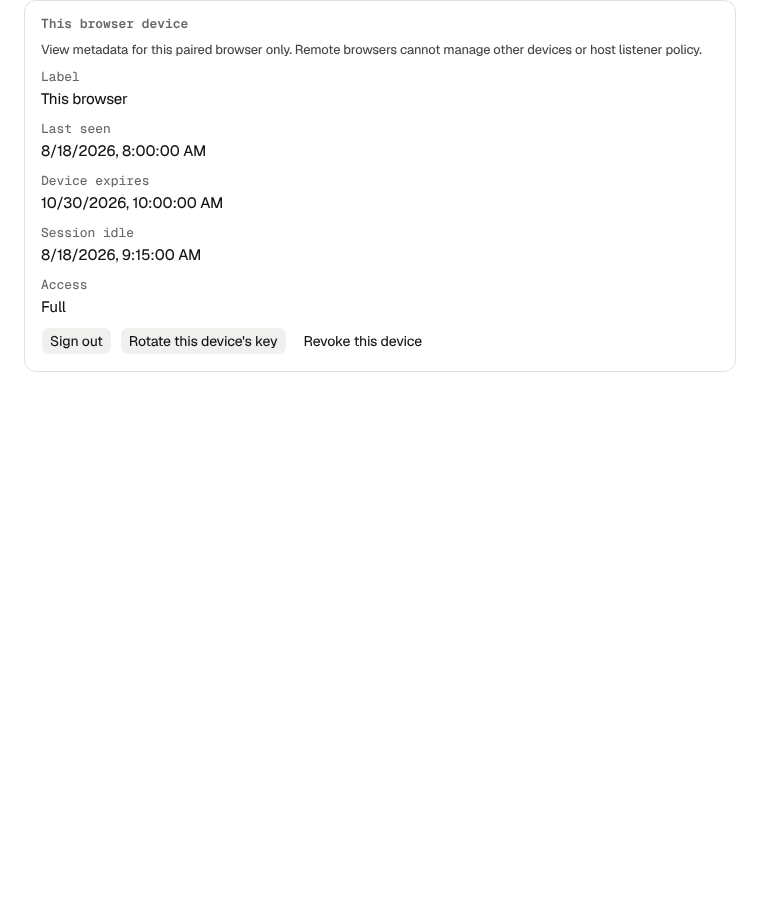 This browser device
View metadata for this paired browser only. Remote browsers cannot manage other devices or host listener policy.
Label
This browser
Last seen
8/18/2026, 8:00:00 AM
Device expires
10/30/2026, 10:00:00 AM
Session idle
8/18/2026, 9:15:00 AM
Access
Full
Sign out Rotate this device's key Revoke this device